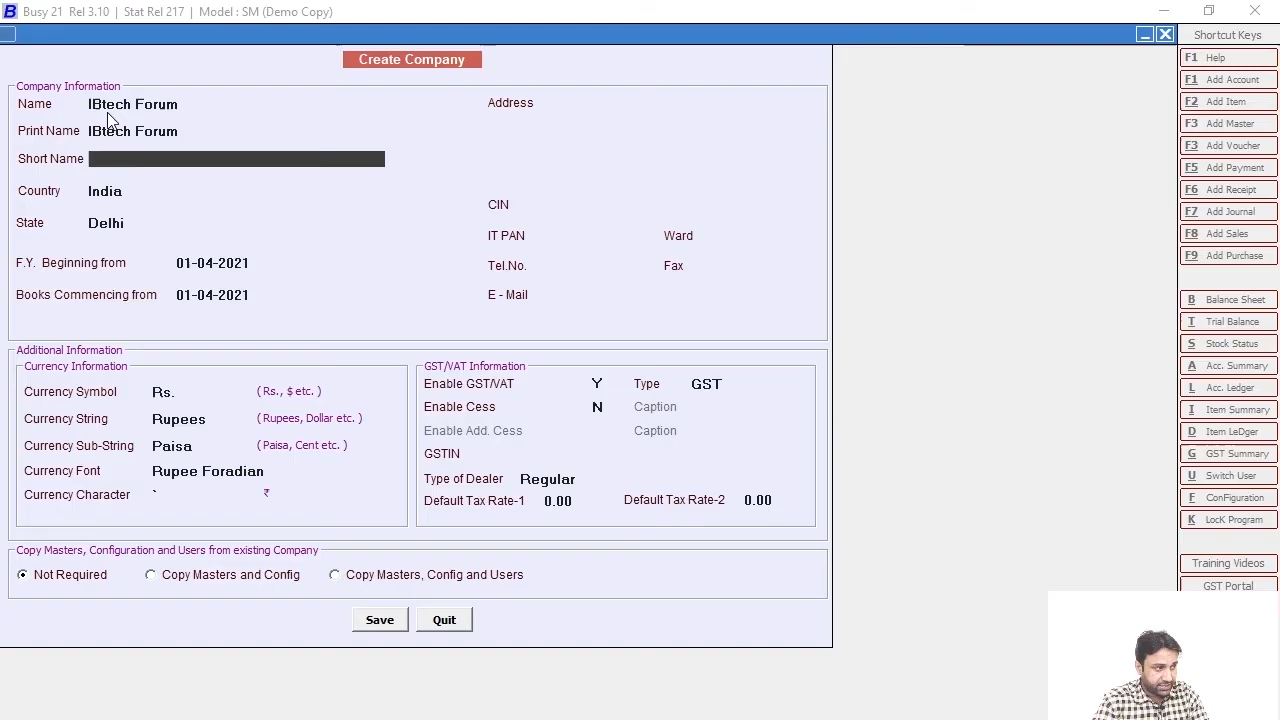 Busy 21 Rel 3.10 | Stat Rel 217 | Model : SM (Demo Copy)
Shortcut Keys
Create Company
Company Information
Name IBtech Forum
Print Name IBtech Forum
Short Name
Country India
State Delhi
F.Y. Beginning from 01-04-2021
Books Commencing from 01-04-2021
Address
CIN
IT PAN Ward
Tel.No. Fax
E - Mail
Additional Information
Currency Information
Currency Symbol Rs. (Rs., $ etc. )
Currency String Rupees (Rupees, Dollar etc. )
Currency Sub-String Paisa (Paisa, Cent etc. )
Currency Font Rupee Foradian
Currency Character ` ₹
GST/VAT Information
Enable GST/VAT Y Type GST
Enable Cess N Caption
Enable Add. Cess Caption
GSTIN
Type of Dealer Regular
Default Tax Rate-1 0.00 Default Tax Rate-2 0.00
Copy Masters, Configuration and Users from existing Company
Not Required Copy Masters and Config Copy Masters, Config and Users
Save Quit
F1 Help
F1 Add Account
F2 Add Item
F3 Add Master
F3 Add Voucher
F5 Add Payment
F6 Add Receipt
F7 Add Journal
F8 Add Sales
F9 Add Purchase
B Balance Sheet
T Trial Balance
S Stock Status
A Acc. Summary
L Acc. Ledger
I Item Summary
D Item LeDger
G GST Summary
U Switch User
F ConFiguration
K LocK Program
Training Videos
GST Portal